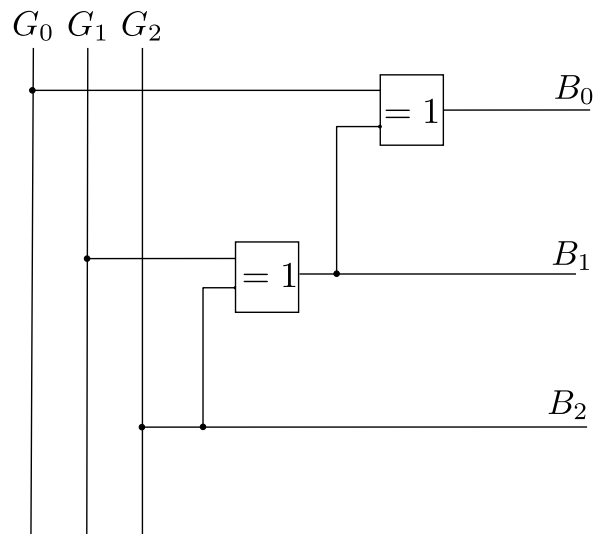 G₀ G₁ G₂
B₀
= 1
B₁
= 1
B₂